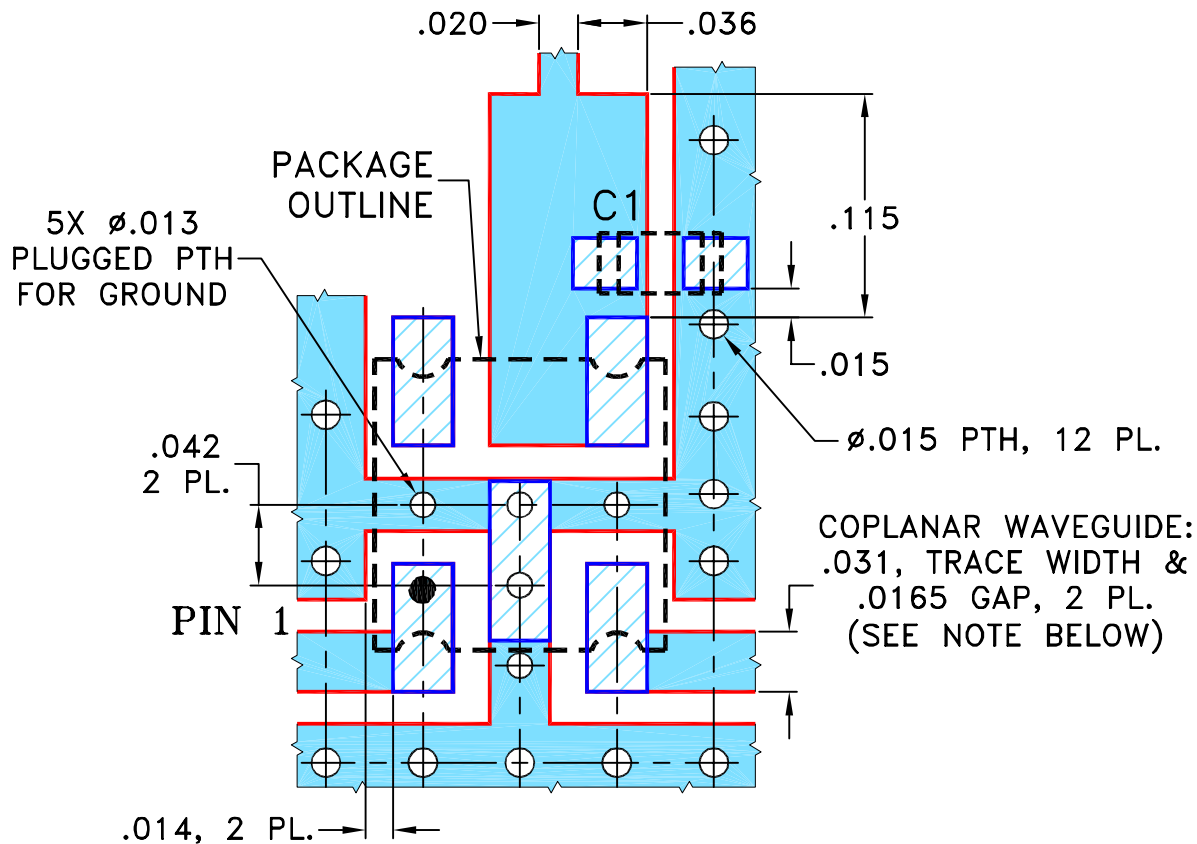 .020
.036
PACKAGE
OUTLINE
C1
5X ø.013
PLUGGED PTH
FOR GROUND
.115
.015
.042
2 PL.
ø.015 PTH, 12 PL.
COPLANAR WAVEGUIDE:
.031, TRACE WIDTH &
.0165 GAP, 2 PL.
(SEE NOTE BELOW)
PIN 1
.014, 2 PL.